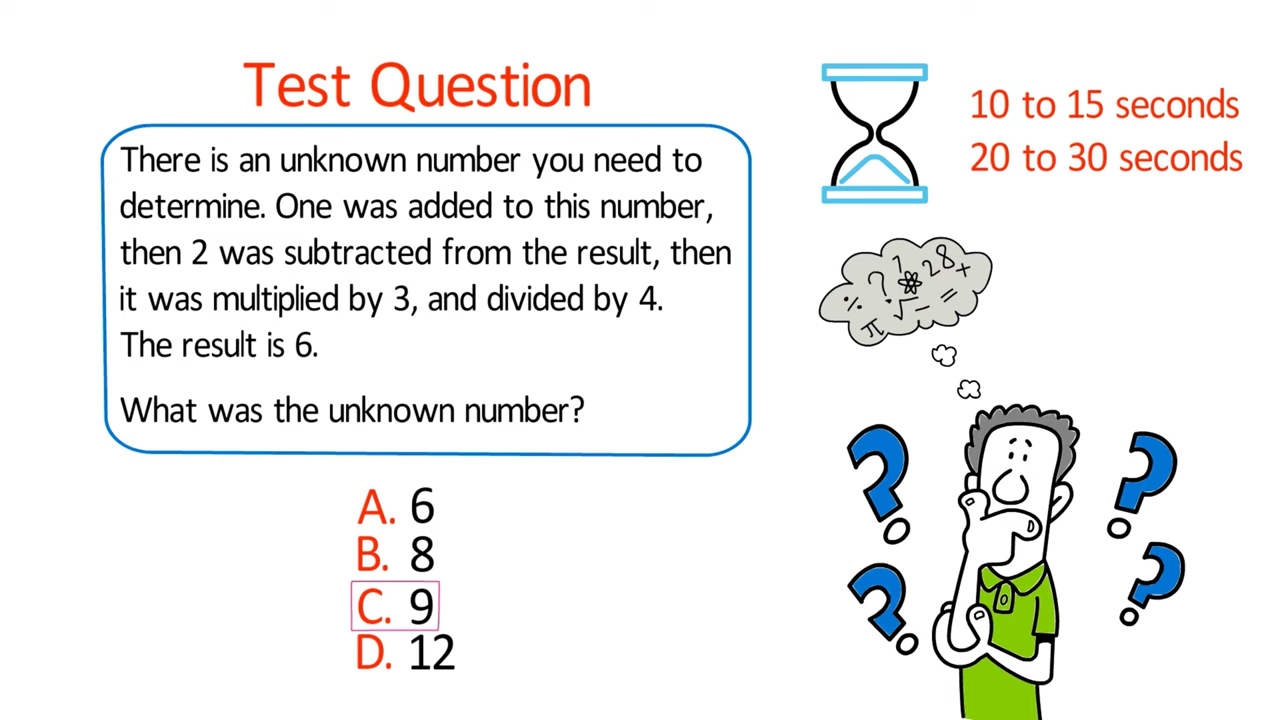 Test Question
10 to 15 seconds
20 to 30 seconds
There is an unknown number you need to
determine. One was added to this number,
then 2 was subtracted from the result, then
it was multiplied by 3, and divided by 4.
The result is 6.
What was the unknown number?
A. 6
B. 8
C. 9
D. 12
÷ ? 1 28 +
π √ =